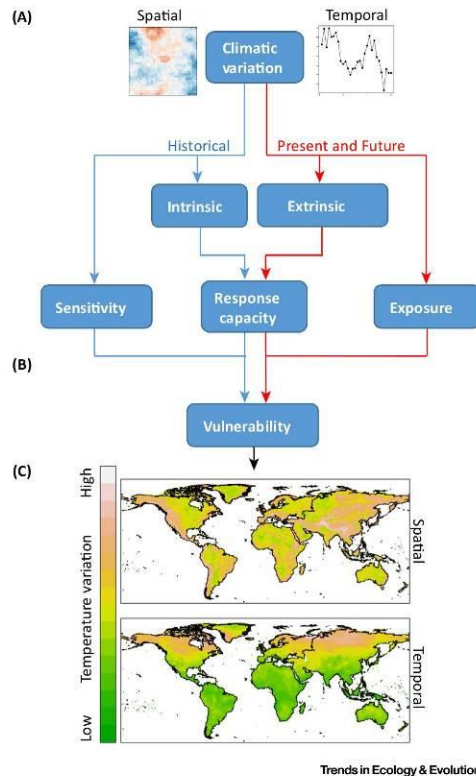 (A)
Spatial
Temporal
Climatic
variation
Historical
Present and Future
Intrinsic
Extrinsic
Sensitivity
Response
capacity
Exposure
(B)
Vulnerability
(C)
High
Temperature variation
Low
Spatial
Temporal
Trends in Ecology & Evolution